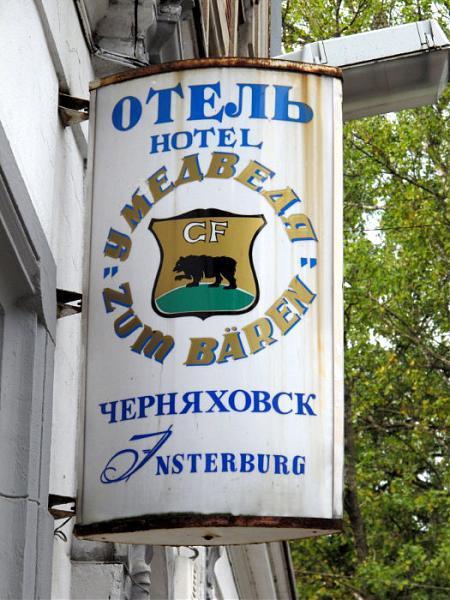 ОТЕЛЬ
HOTEL
"У МЕДВЕДЯ"
CF
ZUM BÄREN
ЧЕРНЯХОВСК
INSTERBURG